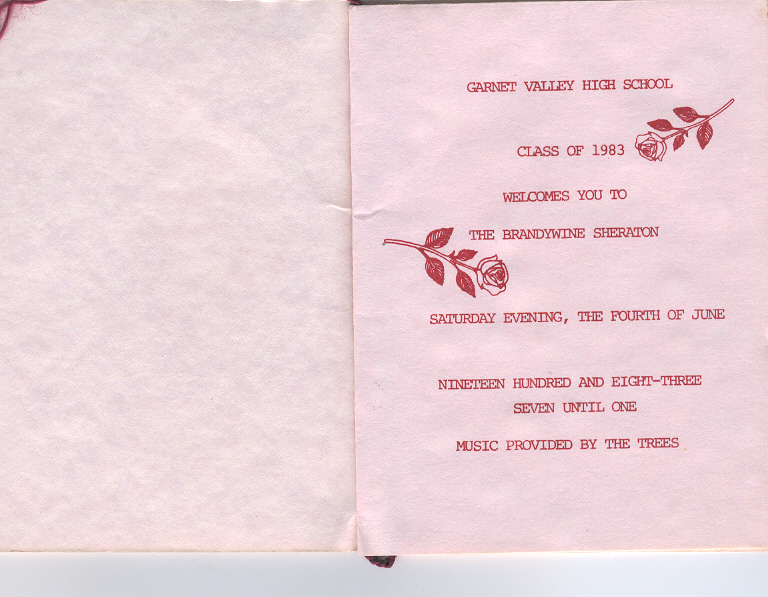 GARNET VALLEY HIGH SCHOOL
CLASS OF 1983
WELCOMES YOU TO
THE BRANDYWINE SHERATON
SATURDAY EVENING, THE FOURTH OF JUNE
NINETEEN HUNDRED AND EIGHT-THREE
SEVEN UNTIL ONE
MUSIC PROVIDED BY THE TREES